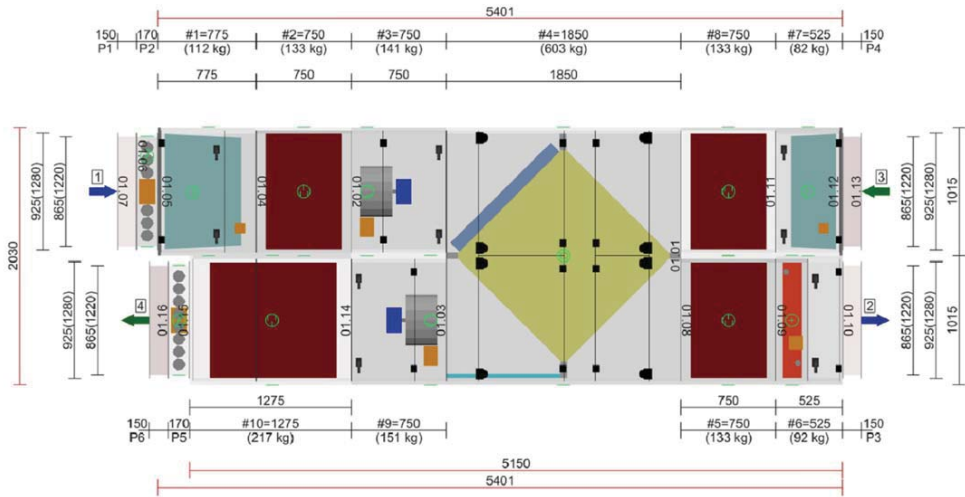 5401
150 170 #1=775 #2=750 #3=750 #4=1850 #8=750 #7=525 150
P1 P2 (112 kg) (133 kg) (141 kg) (603 kg) (133 kg) (82 kg) P4
775 750 750 1850
2030
925(1280) 865(1220)
1
01.07 01.06 01.05 01.04 01.02 01.01 01.11 01.12 01.13
3
865(1220) 925(1280) 1015
925(1280) 865(1220)
4
01.16 01.14 01.03 01.08 01.09 01.10
2
865(1220) 925(1280) 1015
1275 750 525
150 170 #10=1275 #9=750 #5=750 #6=525 150
P6 P5 (217 kg) (151 kg) (133 kg) (92 kg) P3
5150
5401